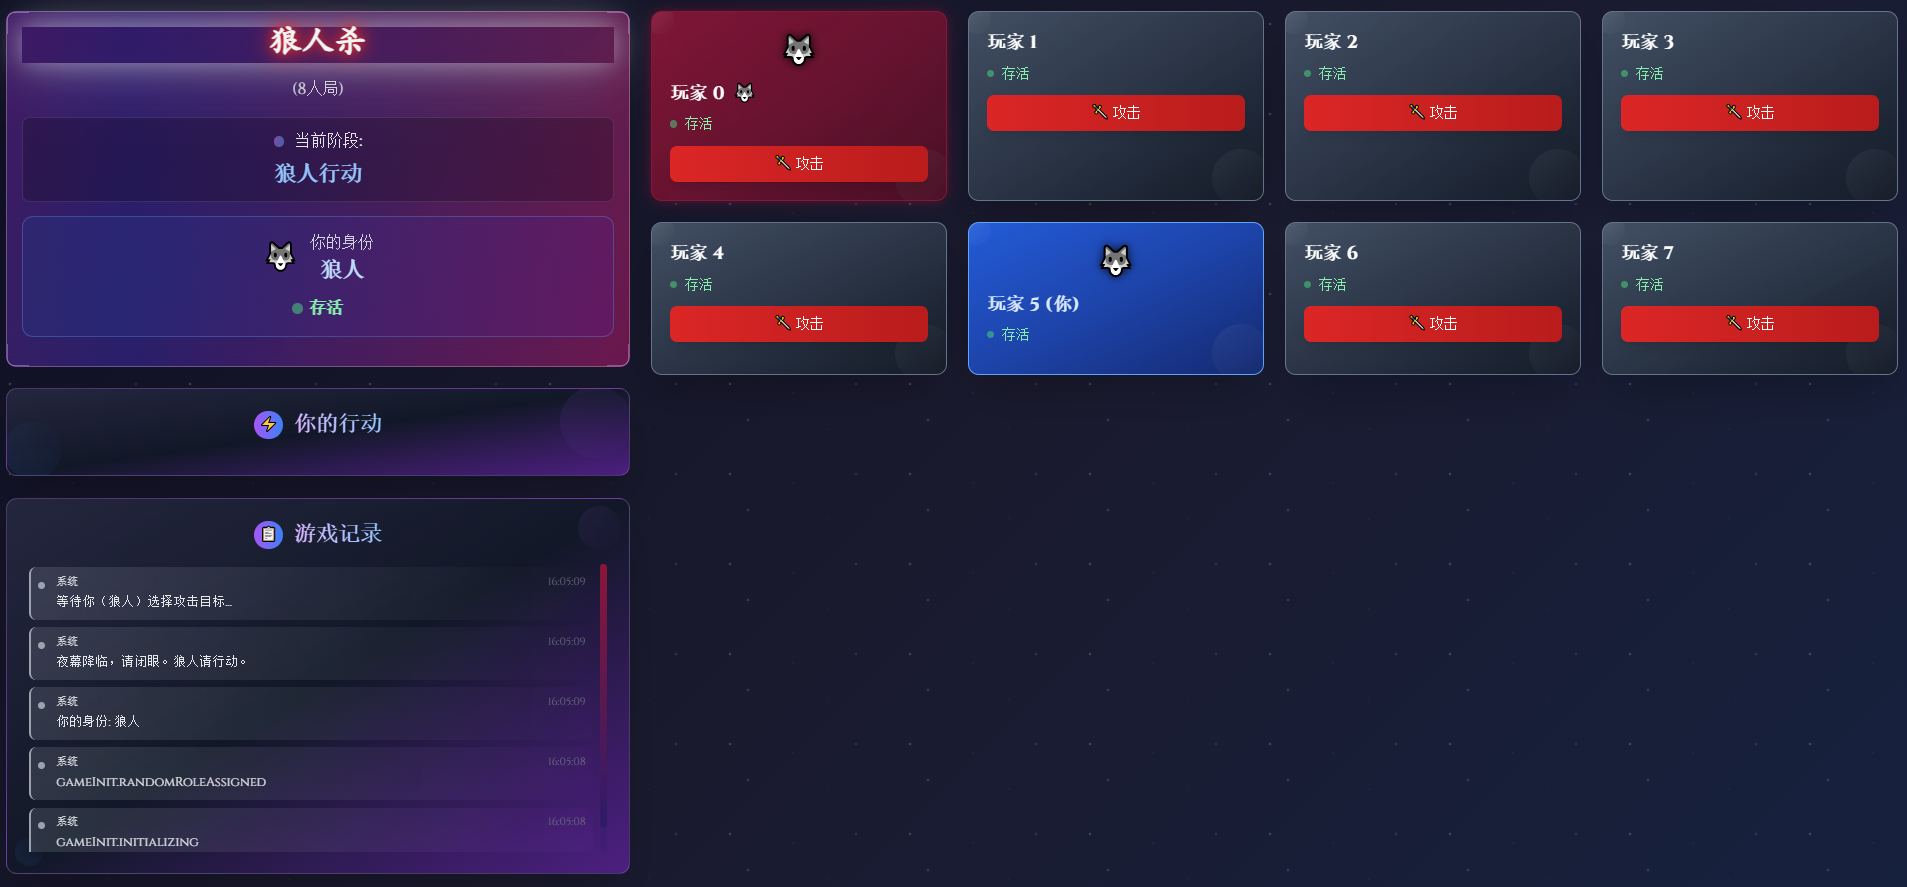 狼人杀
(8人局)
当前阶段:
狼人行动
你的身份
狼人
存活
你的行动
游戏记录
系统 16:05:09
等待你（狼人）选择攻击目标...
系统 16:05:09
夜幕降临，请闭眼。狼人请行动。
系统 16:05:09
你的身份: 狼人
系统 16:05:08
GAMEINIT.RANDOMROLEASSIGNED
系统 16:05:08
GAMEINIT.INITIALIZING
玩家 0
存活
攻击
玩家 1
存活
攻击
玩家 2
存活
攻击
玩家 3
存活
攻击
玩家 4
存活
攻击
玩家 5 (你)
存活
玩家 6
存活
攻击
玩家 7
存活
攻击